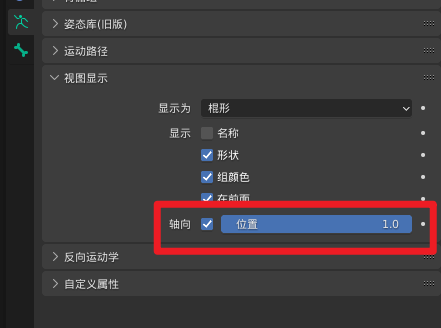 姿态库(旧版)
运动路径
视图显示
显示为 棍形
显示 名称
形状
组颜色
在前面
轴向 位置 1.0
反向运动学
自定义属性